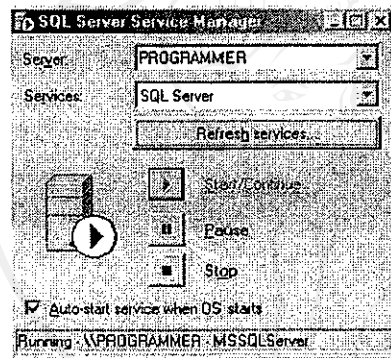 SQL Server Service Manager
Server: PROGRAMMER
Services: SQL Server
Refresh services...
Start/Continue
Pause
Stop
Auto-start service when OS starts
Running - \\PROGRAMMER - MSSQLServer